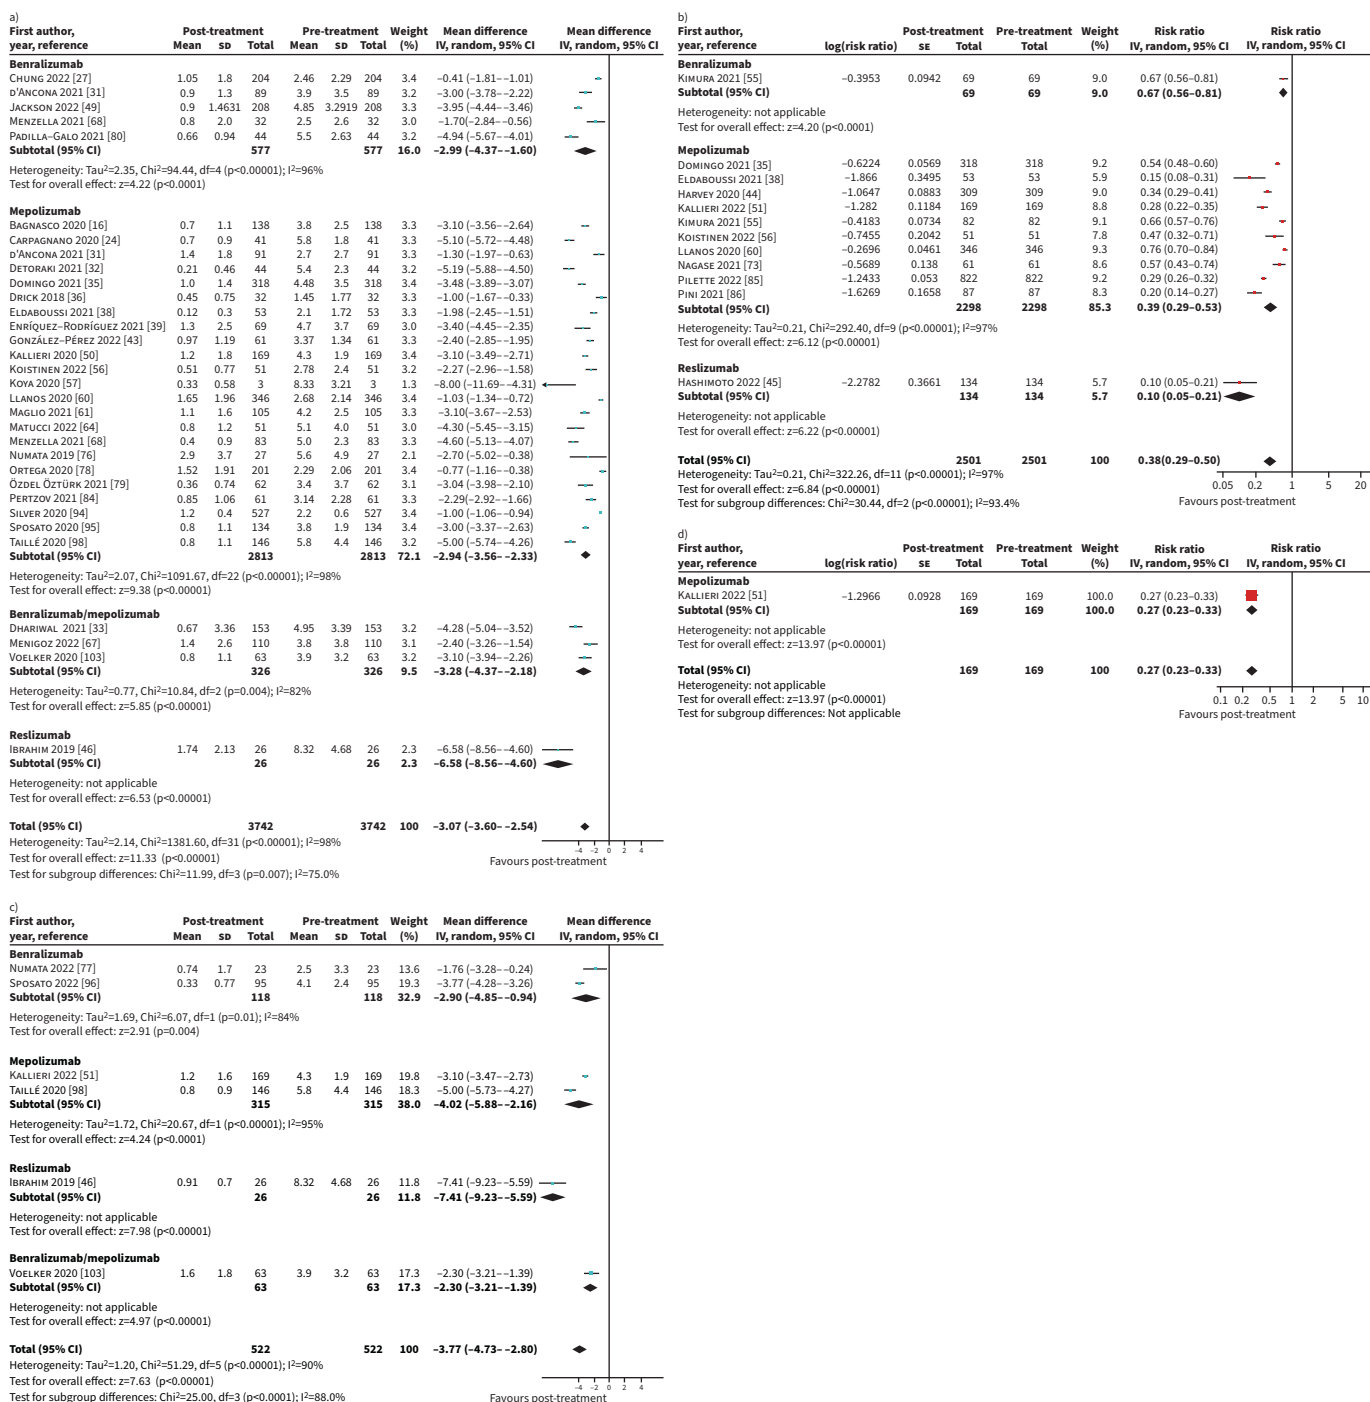 a)
First author, Post-treatment Pre-treatment Weight Mean difference Mean difference
year, reference Mean SD Total Mean SD Total (%) IV, random, 95% CI IV, random, 95% CI
Benralizumab
CHUNG 2022 [27] 1.05 1.8 204 2.46 2.29 204 3.4 −0.41 (−1.81−−1.01)
D'ANCONA 2021 [31] 0.9 1.3 89 3.9 3.5 89 3.2 −3.00 (−3.78−−2.22)
JACKSON 2022 [49] 0.9 1.4631 208 4.85 3.2919 208 3.3 −3.95 (−4.44−−3.46)
MENZELLA 2021 [68] 0.8 2.0 32 2.5 2.6 32 3.0 −1.70(−2.84−−0.56)
PADILLA-GALO 2021 [80] 0.66 0.94 44 5.5 2.63 44 3.2 −4.94 (−5.67−−4.01)
Subtotal (95% CI) 577 577 16.0 −2.99 (−4.37−−1.60)
Heterogeneity: Tau²=2.35, Chi²=94.44, df=4 (p<0.00001); I²=96%
Test for overall effect: z=4.22 (p<0.0001)
Mepolizumab
BAGNASCO 2020 [16] 0.7 1.1 138 3.8 2.5 138 3.3 −3.10 (−3.56−−2.64)
CARPAGNANO 2020 [24] 0.7 0.9 41 5.8 1.8 41 3.3 −5.10 (−5.72−−4.48)
D'ANCONA 2021 [31] 1.4 1.8 91 2.7 2.7 91 3.3 −1.30 (−1.97−−0.63)
DETORAKI 2021 [32] 0.21 0.46 44 5.4 2.3 44 3.2 −5.19 (−5.88−−4.50)
DOMINGO 2021 [35] 1.0 1.4 318 4.48 3.5 318 3.4 −3.48 (−3.89−−3.07)
DRICK 2018 [36] 0.45 0.75 32 1.45 1.77 32 3.3 −1.00 (−1.67−−0.33)
ELDABOUSSI 2021 [38] 0.12 0.3 53 2.1 1.72 53 3.3 −1.98 (−2.45−−1.51)
ENRÍQUEZ-RODRÍGUEZ 2021 [39] 1.3 2.5 69 4.7 3.7 69 3.0 −3.40 (−4.45−−2.35)
GONZÁLEZ-PÉREZ 2022 [43] 0.97 1.19 61 3.37 1.34 61 3.3 −2.40 (−2.85−−1.95)
KALLIERI 2020 [50] 1.2 1.8 169 4.3 1.9 169 3.4 −3.10 (−3.49−−2.71)
KOISTINEN 2022 [56] 0.51 0.77 51 2.78 2.4 51 3.2 −2.27 (−2.96−−1.58)
KOYA 2020 [57] 0.33 0.58 3 8.33 3.21 3 1.3 −8.00 (−11.69−−4.31)
LLANOS 2020 [60] 1.65 1.96 346 2.68 2.14 346 3.4 −1.03 (−1.34−−0.72)
MAGLIO 2021 [61] 1.1 1.6 105 4.2 2.5 105 3.3 −3.10(−3.67−−2.53)
MATUCCI 2022 [64] 0.8 1.2 51 5.1 4.0 51 3.0 −4.30 (−5.45−−3.15)
MENZELLA 2021 [68] 0.4 0.9 83 5.0 2.3 83 3.3 −4.60 (−5.13−−4.07)
NUMATA 2019 [76] 2.9 3.7 27 5.6 4.9 27 2.1 −2.70 (−5.02−−0.38)
ORTEGA 2020 [78] 1.52 1.91 201 2.29 2.06 201 3.4 −0.77 (−1.16−−0.38)
ÖZDEL ÖZTÜRK 2021 [79] 0.36 0.74 62 3.4 3.7 62 3.1 −3.04 (−3.98−−2.10)
PERTZOV 2021 [84] 0.85 1.06 61 3.14 2.28 61 3.3 −2.29(−2.92−−1.66)
SILVER 2020 [94] 1.2 0.4 527 2.2 0.6 527 3.4 −1.00 (−1.06−−0.94)
SPOSATO 2020 [95] 0.8 1.1 134 3.8 1.9 134 3.4 −3.00 (−3.37−−2.63)
TAILLÉ 2020 [98] 0.8 1.1 146 5.8 4.4 146 3.2 −5.00 (−5.74−−4.26)
Subtotal (95% CI) 2813 2813 72.1 −2.94 (−3.56−−2.33)
Heterogeneity: Tau²=2.07, Chi²=1091.67, df=22 (p<0.00001); I²=98%
Test for overall effect: z=9.38 (p<0.00001)
Benralizumab/mepolizumab
DHARIWAL 2021 [33] 0.67 3.36 153 4.95 3.39 153 3.2 −4.28 (−5.04−−3.52)
MENIGOZ 2022 [67] 1.4 2.6 110 3.8 3.8 110 3.1 −2.40 (−3.26−−1.54)
VOELKER 2020 [103] 0.8 1.1 63 3.9 3.2 63 3.2 −3.10 (−3.94−−2.26)
Subtotal (95% CI) 326 326 9.5 −3.28 (−4.37−−2.18)
Heterogeneity: Tau²=0.77, Chi²=10.84, df=2 (p=0.004); I²=82%
Test for overall effect: z=5.85 (p<0.00001)
Reslizumab
IBRAHIM 2019 [46] 1.74 2.13 26 8.32 4.68 26 2.3 −6.58 (−8.56−−4.60)
Subtotal (95% CI) 26 26 2.3 −6.58 (−8.56−−4.60)
Heterogeneity: not applicable
Test for overall effect: z=6.53 (p<0.00001)
Total (95% CI) 3742 3742 100 −3.07 (−3.60−−2.54)
Heterogeneity: Tau²=2.14, Chi²=1381.60, df=31 (p<0.00001); I²=98%
Test for overall effect: z=11.33 (p<0.00001)
Test for subgroup differences: Chi²=11.99, df=3 (p=0.007); I²=75.0%
−4 −2 0 2 4
Favours post-treatment
b)
First author, Post-treatment Pre-treatment Weight Risk ratio Risk ratio
year, reference log(risk ratio) SE Total Total (%) IV, random, 95% CI IV, random, 95% CI
Benralizumab
KIMURA 2021 [55] −0.3953 0.0942 69 69 9.0 0.67 (0.56–0.81)
Subtotal (95% CI) 69 69 9.0 0.67 (0.56–0.81)
Heterogeneity: not applicable
Test for overall effect: z=4.20 (p<0.0001)
Mepolizumab
DOMINGO 2021 [35] −0.6224 0.0569 318 318 9.2 0.54 (0.48–0.60)
ELDABOUSSI 2021 [38] −1.866 0.3495 53 53 5.9 0.15 (0.08–0.31)
HARVEY 2020 [44] −1.0647 0.0883 309 309 9.0 0.34 (0.29–0.41)
KALLIERI 2022 [51] −1.282 0.1184 169 169 8.8 0.28 (0.22–0.35)
KIMURA 2021 [55] −0.4183 0.0734 82 82 9.1 0.66 (0.57–0.76)
KOISTINEN 2022 [56] −0.7455 0.2042 51 51 7.8 0.47 (0.32–0.71)
LLANOS 2020 [60] −0.2696 0.0461 346 346 9.3 0.76 (0.70–0.84)
NAGASE 2021 [73] −0.5689 0.138 61 61 8.6 0.57 (0.43–0.74)
PILETTE 2022 [85] −1.2433 0.053 822 822 9.2 0.29 (0.26–0.32)
PINI 2021 [86] −1.6269 0.1658 87 87 8.3 0.20 (0.14–0.27)
Subtotal (95% CI) 2298 2298 85.3 0.39 (0.29–0.53)
Heterogeneity: Tau²=0.21, Chi²=292.40, df=9 (p<0.00001); I²=97%
Test for overall effect: z=6.12 (p<0.00001)
Reslizumab
HASHIMOTO 2022 [45] −2.2782 0.3661 134 134 5.7 0.10 (0.05–0.21)
Subtotal (95% CI) 134 134 5.7 0.10 (0.05–0.21)
Heterogeneity: not applicable
Test for overall effect: z=6.22 (p<0.00001)
Total (95% CI) 2501 2501 100 0.38(0.29–0.50)
Heterogeneity: Tau²=0.21, Chi²=322.26, df=11 (p<0.00001); I²=97%
Test for overall effect: z=6.84 (p<0.00001)
Test for subgroup differences: Chi²=30.44, df=2 (p<0.00001); I²=93.4%
0.05 0.2 1 5 20
Favours post-treatment
d)
First author, Post-treatment Pre-treatment Weight Risk ratio Risk ratio
year, reference log(risk ratio) SE Total Total (%) IV, random, 95% CI IV, random, 95% CI
Mepolizumab
KALLIERI 2022 [51] −1.2966 0.0928 169 169 100.0 0.27 (0.23–0.33)
Subtotal (95% CI) 169 169 100.0 0.27 (0.23–0.33)
Heterogeneity: not applicable
Test for overall effect: z=13.97 (p<0.00001)
Total (95% CI) 169 169 100 0.27 (0.23–0.33)
Heterogeneity: not applicable
Test for overall effect: z=13.97 (p<0.00001)
Test for subgroup differences: Not applicable
0.1 0.2 0.5 1 2 5 10
Favours post-treatment
c)
First author, Post-treatment Pre-treatment Weight Mean difference Mean difference
year, reference Mean SD Total Mean SD Total (%) IV, random, 95% CI IV, random, 95% CI
Benralizumab
NUMATA 2022 [77] 0.74 1.7 23 2.5 3.3 23 13.6 −1.76 (−3.28−−0.24)
SPOSATO 2022 [96] 0.33 0.77 95 4.1 2.4 95 19.3 −3.77 (−4.28−−3.26)
Subtotal (95% CI) 118 118 32.9 −2.90 (−4.85−−0.94)
Heterogeneity: Tau²=1.69, Chi²=6.07, df=1 (p=0.01); I²=84%
Test for overall effect: z=2.91 (p=0.004)
Mepolizumab
KALLIERI 2022 [51] 1.2 1.6 169 4.3 1.9 169 19.8 −3.10 (−3.47−−2.73)
TAILLÉ 2020 [98] 0.8 0.9 146 5.8 4.4 146 18.3 −5.00 (−5.73−−4.27)
Subtotal (95% CI) 315 315 38.0 −4.02 (−5.88−−2.16)
Heterogeneity: Tau²=1.72, Chi²=20.67, df=1 (p<0.00001); I²=95%
Test for overall effect: z=4.24 (p<0.0001)
Reslizumab
IBRAHIM 2019 [46] 0.91 0.7 26 8.32 4.68 26 11.8 −7.41 (−9.23−−5.59)
Subtotal (95% CI) 26 26 11.8 −7.41 (−9.23−−5.59)
Heterogeneity: not applicable
Test for overall effect: z=7.98 (p<0.00001)
Benralizumab/mepolizumab
VOELKER 2020 [103] 1.6 1.8 63 3.9 3.2 63 17.3 −2.30 (−3.21−−1.39)
Subtotal (95% CI) 63 63 17.3 −2.30 (−3.21−−1.39)
Heterogeneity: not applicable
Test for overall effect: z=4.97 (p<0.00001)
Total (95% CI) 522 522 100 −3.77 (−4.73−−2.80)
Heterogeneity: Tau²=1.20, Chi²=51.29, df=5 (p<0.00001); I²=90%
Test for overall effect: z=7.63 (p<0.00001)
Test for subgroup differences: Chi²=25.00, df=3 (p<0.0001); I²=88.0%
−4 −2 0 2 4
Favours post-treatment